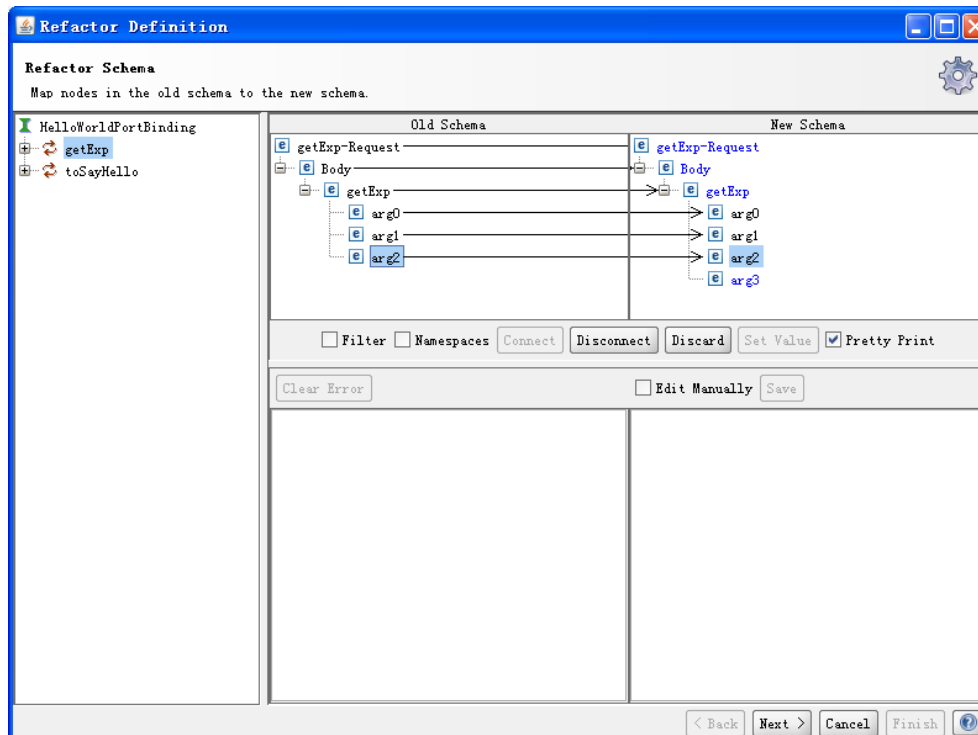 Refactor Definition
Refactor Schema
Map nodes in the old schema to the new schema.
HelloWorldPortBinding
getExp
toSayHello
Old Schema
New Schema
getExp-Request
getExp-Request
Body
Body
getExp
getExp
arg0
arg0
arg1
arg1
arg2
arg2
arg3
Filter Namespaces Connect Disconnect Discard Set Value Pretty Print
Clear Error
Edit Manually Save
< Back Next > Cancel Finish